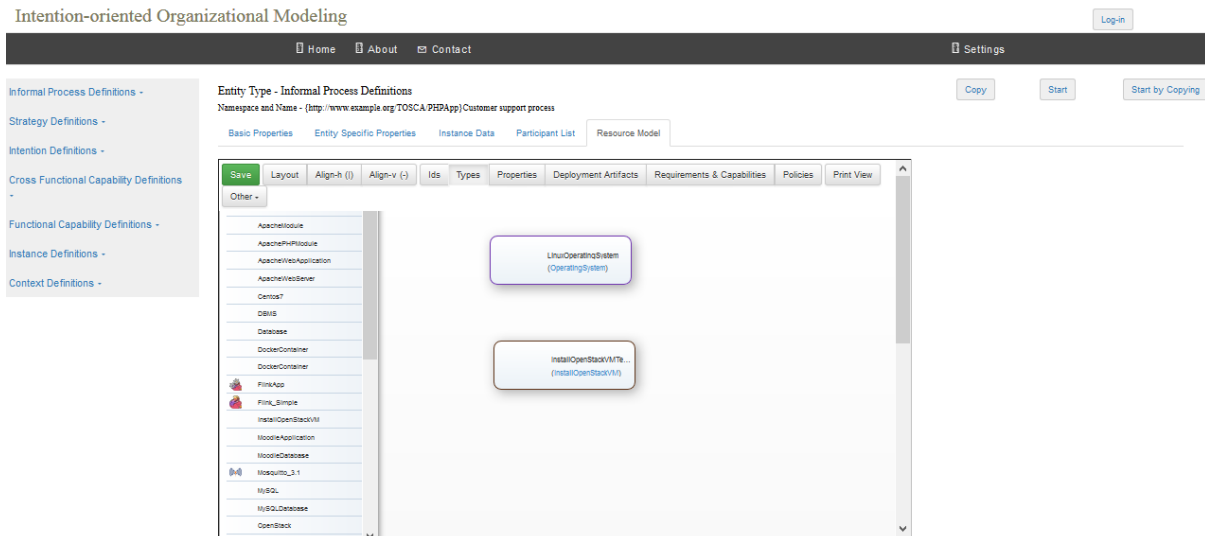 Intention-oriented Organizational Modeling
Log-in
Home About Contact Settings
Informal Process Definitions -
Strategy Definitions -
Intention Definitions -
Cross Functional Capability Definitions
-
Functional Capability Definitions -
Instance Definitions -
Context Definitions -
Entity Type - Informal Process Definitions
Namespace and Name - {http://www.example.org/TOSCA/PHPApp}Customer support process
Copy Start Start by Copying
Basic Properties Entity Specific Properties Instance Data Participant List Resource Model
Save Layout Align-h (|) Align-v (-) Ids Types Properties Deployment Artifacts Requirements & Capabilities Policies Print View
Other -
ApacheModule
ApachePHPModule
ApacheWebApplication
ApacheWebServer
Centos7
DBMS
Database
DockerContainer
DockerContainer
FlinkApp
Flink_Simple
InstallOpenStackVM
MoodleApplication
MoodleDatabase
Mosquitto_3.1
MySQL
MySQLDatabase
OpenStack
LinuxOperatingSystem
(OperatingSystem)
InstallOpenStackVMTe...
(InstallOpenStackVM)